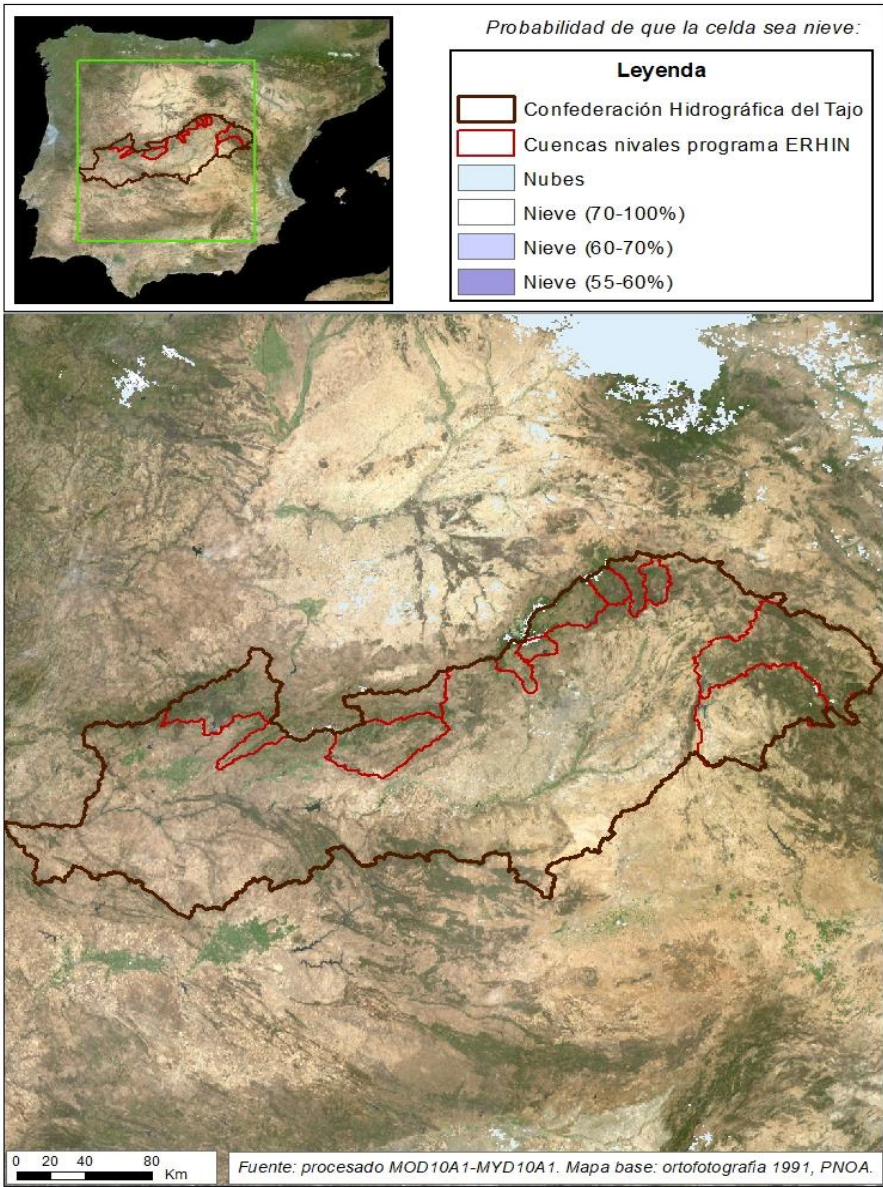 Probabilidad de que la celda sea nieve:
Leyenda
Confederación Hidrográfica del Tajo
Cuencas nivales programa ERHIN
Nubes
Nieve (70-100%)
Nieve (60-70%)
Nieve (55-60%)
0 20 40 80
Km
Fuente: procesado MOD10A1-MYD10A1. Mapa base: ortofotografía 1991, PNOA.